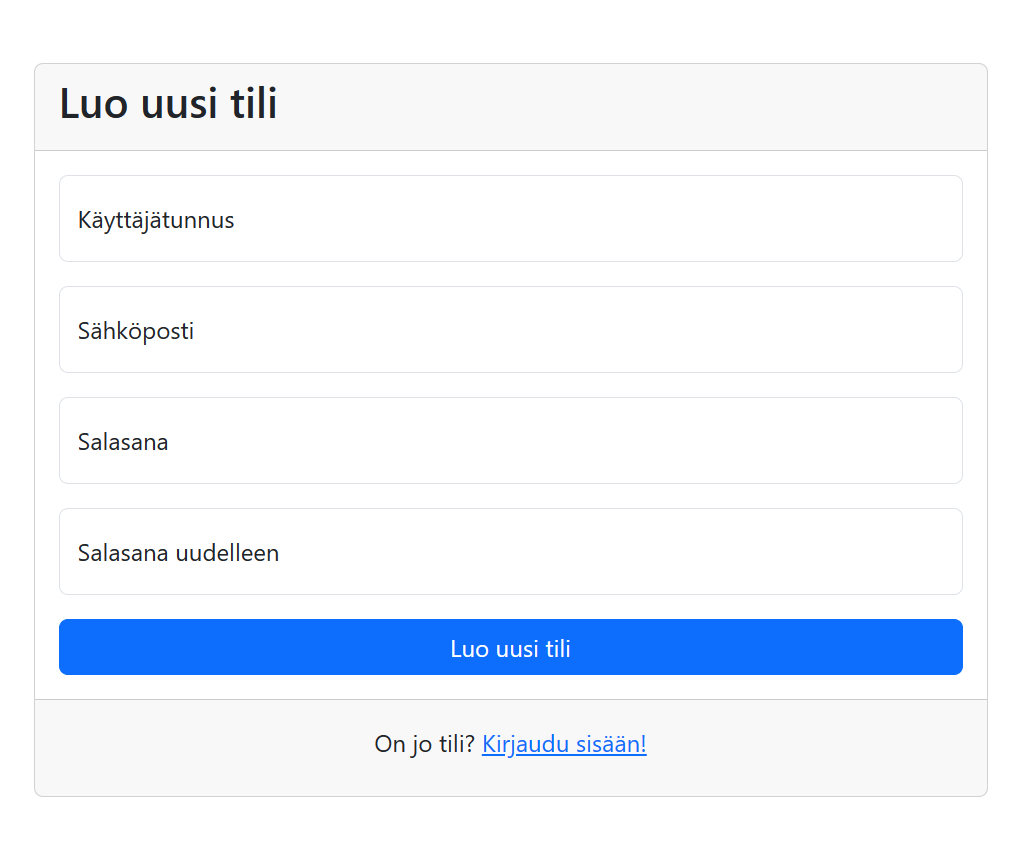 Luo uusi tili
Käyttäjätunnus
Sähköposti
Salasana
Salasana uudelleen
Luo uusi tili
On jo tili? Kirjaudu sisään!